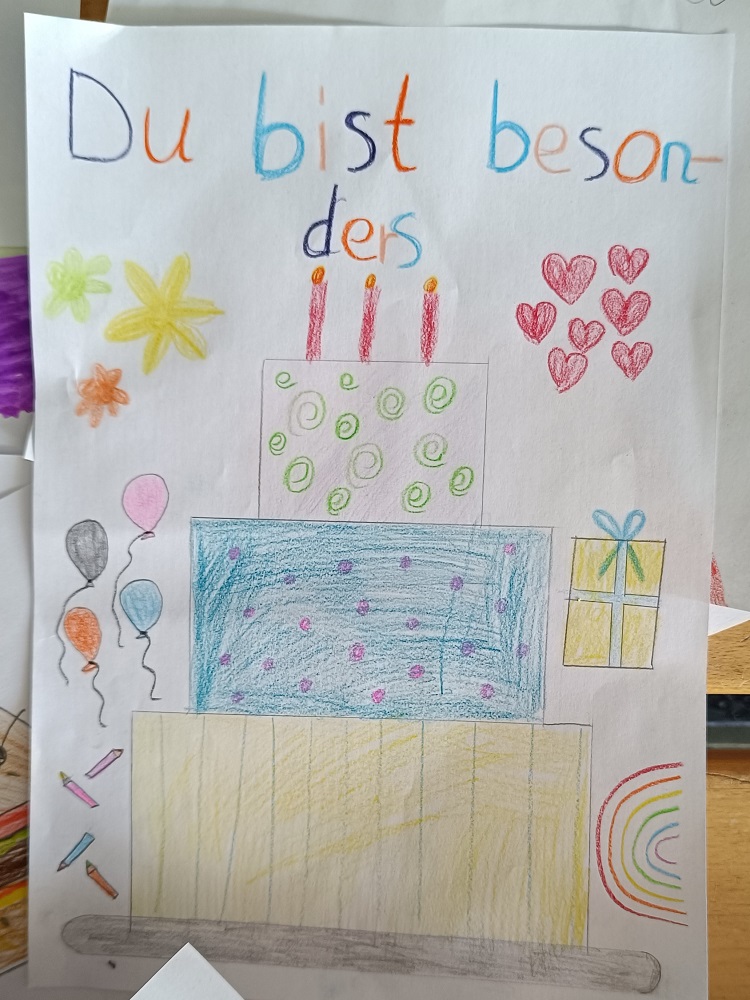 Du bist beson-
ders